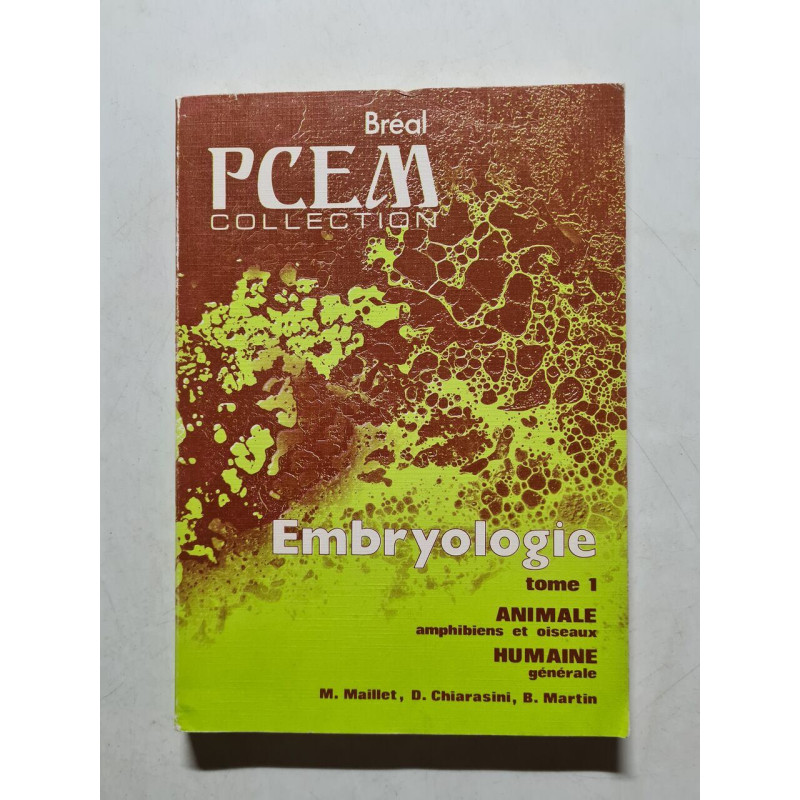 Bréal
PCEM
COLLECTION
Embryologie
tome 1
ANIMALE
amphibiens et oiseaux
HUMAINE
générale
M. Maillet, D. Chiarasini, B. Martin